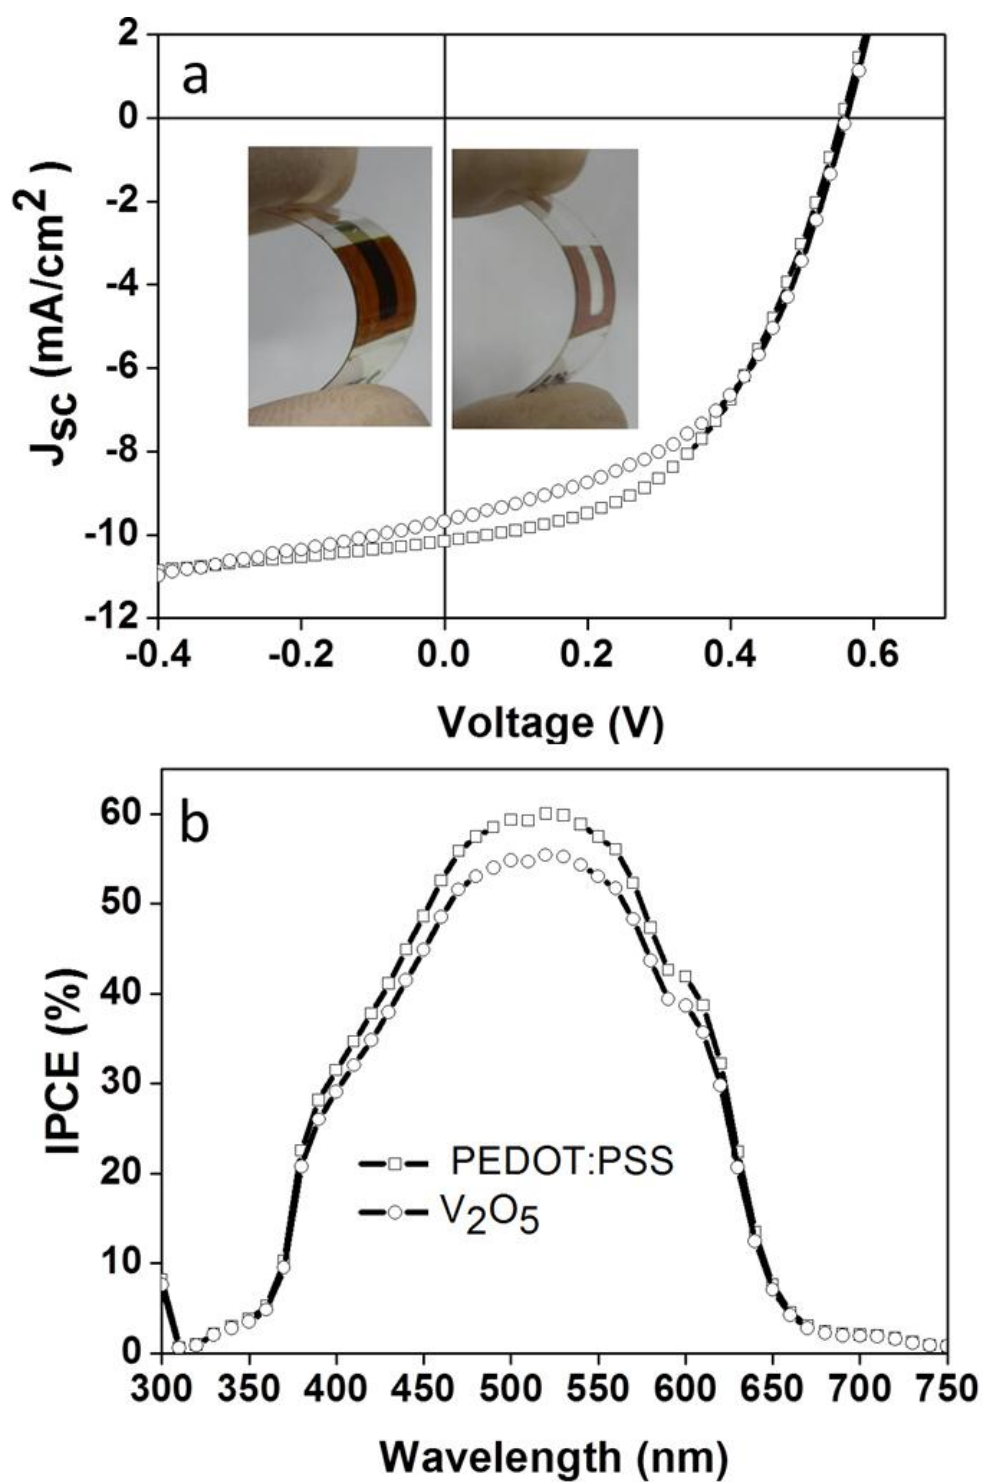 a
2
0
-2
-4
-6
-8
-10
-12
J_SC (mA/cm²)
-0.4 -0.2 0.0 0.2 0.4 0.6
Voltage (V)
b
60
50
40
30
20
10
0
IPCE (%)
PEDOT:PSS
V₂O₅
300 350 400 450 500 550 600 650 700 750
Wavelength (nm)